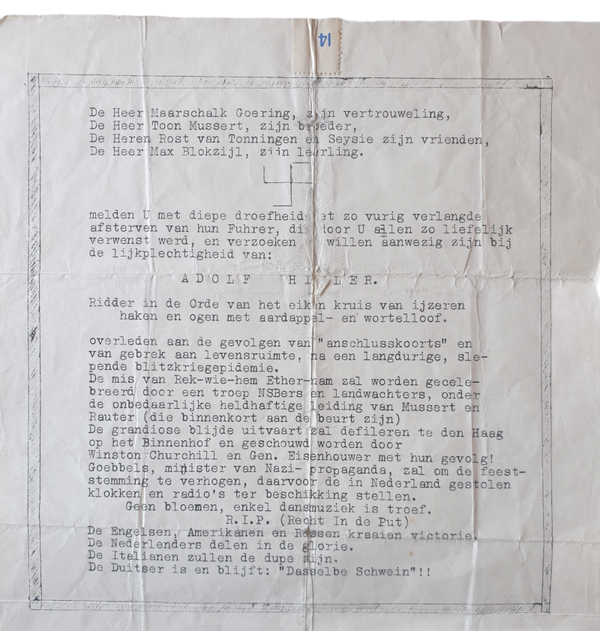 14
De Heer Maarschalk Goering, zijn vertrouweling,
De Heer Toon Mussert, zijn broeder,
De Heren Rost van Tonningen en Seysie zijn vrienden,
De Heer Max Blokzijl, zijn leerling.
melden U met diepe droefheid het zo vurig verlangde
afsterven van hun Fuhrer, die door U allen zo liefelijk
verwenst werd, en verzoeken willen aanwezig zijn bij
de lijkplechtigheid van:
ADOLF HITLER.
Ridder in de Orde van het eiken kruis van ijzeren
haken en ogen met aardappel- en wortelloof.
overleden aan de gevolgen van "anschlusskoorts" en
van gebrek aan levensruimte, na een langdurige, sle-
pende blitzkriegepidemie.
De mis van Rek-wie-hem Ether-nam zal worden gecele-
breerd door een troep NSBers en landwachters, onder
de onbedaarlijke heldhaftige leiding van Mussert en
Rauter (die binnenkort aan de beurt zijn)
De grandiose blijde uitvaart zal defileren te den Haag
op het Binnenhof en geschouwd worden door
Winston Churchill en Gen. Eisenhouwer met hun gevolg!
Goebbels, minister van Nazi- propaganda, zal om de feest-
stemming te verhogen, daarvoor de in Nederland gestolen
klokken en radio's ter beschikking stellen.
Geen bloemen, enkel dansmuziek is troef.
R.I.P. (Recht In de Put)
De Engelsen, Amerikanen en Russen kraaien victorie.
De Nederlenders delen in de glorie.
De Italianen zullen de dupe zijn.
De Duitser is en blijft: "Dasselbe Schwein"!!